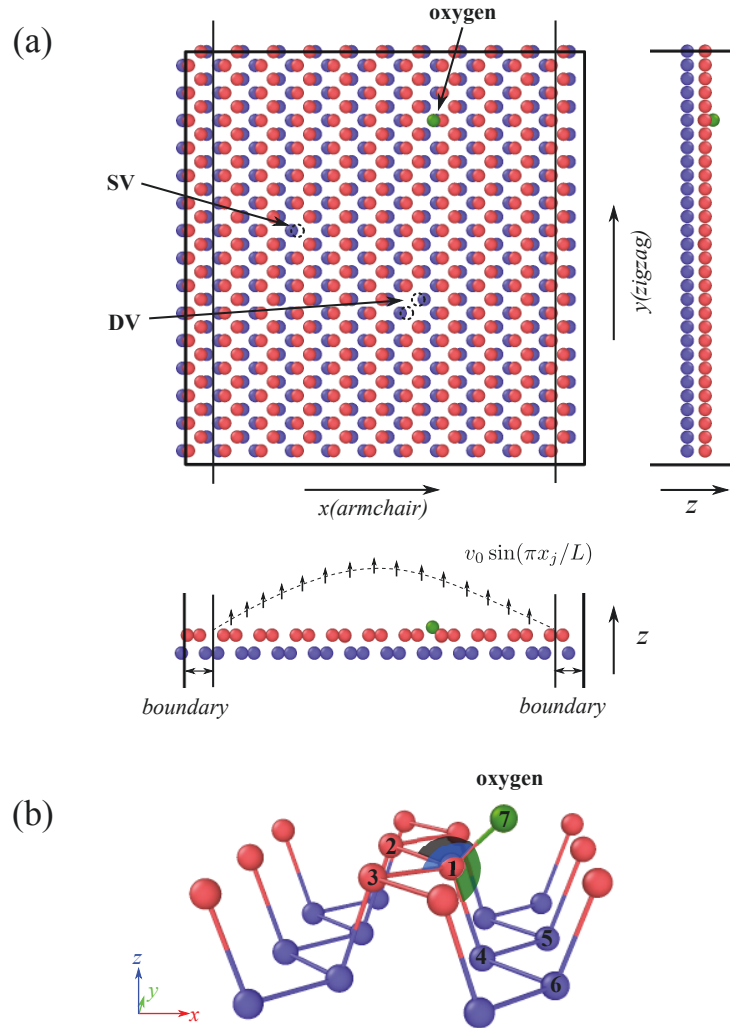 (a)
oxygen
SV
DV
y(zigzag)
x(armchair)
z
v₀ sin(πxⱼ/L)
z
boundary
boundary
(b)
oxygen
7
2
1
3
5
4
6
z
y
x